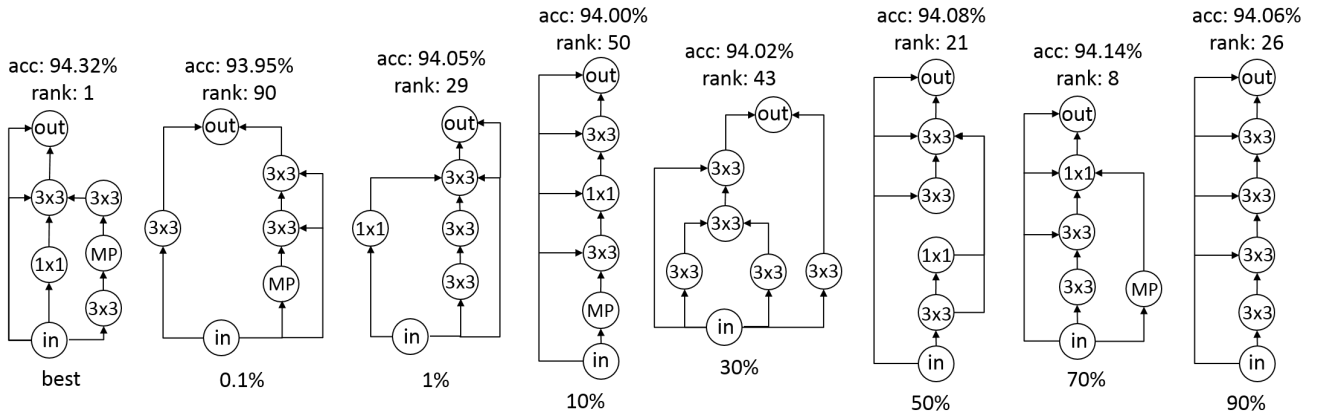 acc: 94.32%
rank: 1
out
3x3
3x3
1x1
MP
3x3
in
best
acc: 93.95%
rank: 90
out
3x3
3x3
3x3
MP
in
0.1%
acc: 94.05%
rank: 29
out
3x3
1x1
3x3
3x3
in
1%
acc: 94.00%
rank: 50
out
3x3
1x1
3x3
MP
in
10%
acc: 94.02%
rank: 43
out
3x3
3x3
3x3
3x3
3x3
in
30%
acc: 94.08%
rank: 21
out
3x3
3x3
1x1
3x3
in
50%
acc: 94.14%
rank: 8
out
1x1
3x3
3x3
MP
in
70%
acc: 94.06%
rank: 26
out
3x3
3x3
3x3
3x3
in
90%